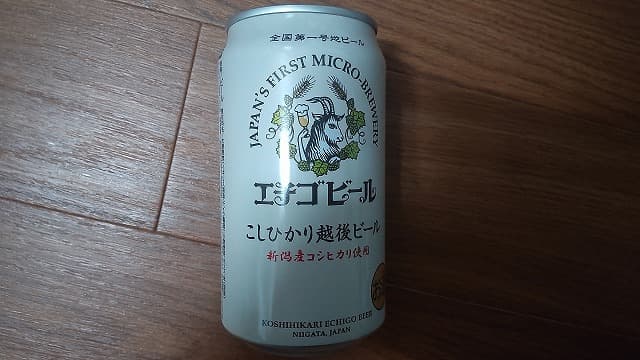 全国第一号地ビール
JAPAN'S FIRST MICRO-BREWERY
エチゴビール
こしひかり越後ビール
新潟産コシヒカリ使用
KOSHIHIKARI ECHIGO BEER
NIIGATA, JAPAN